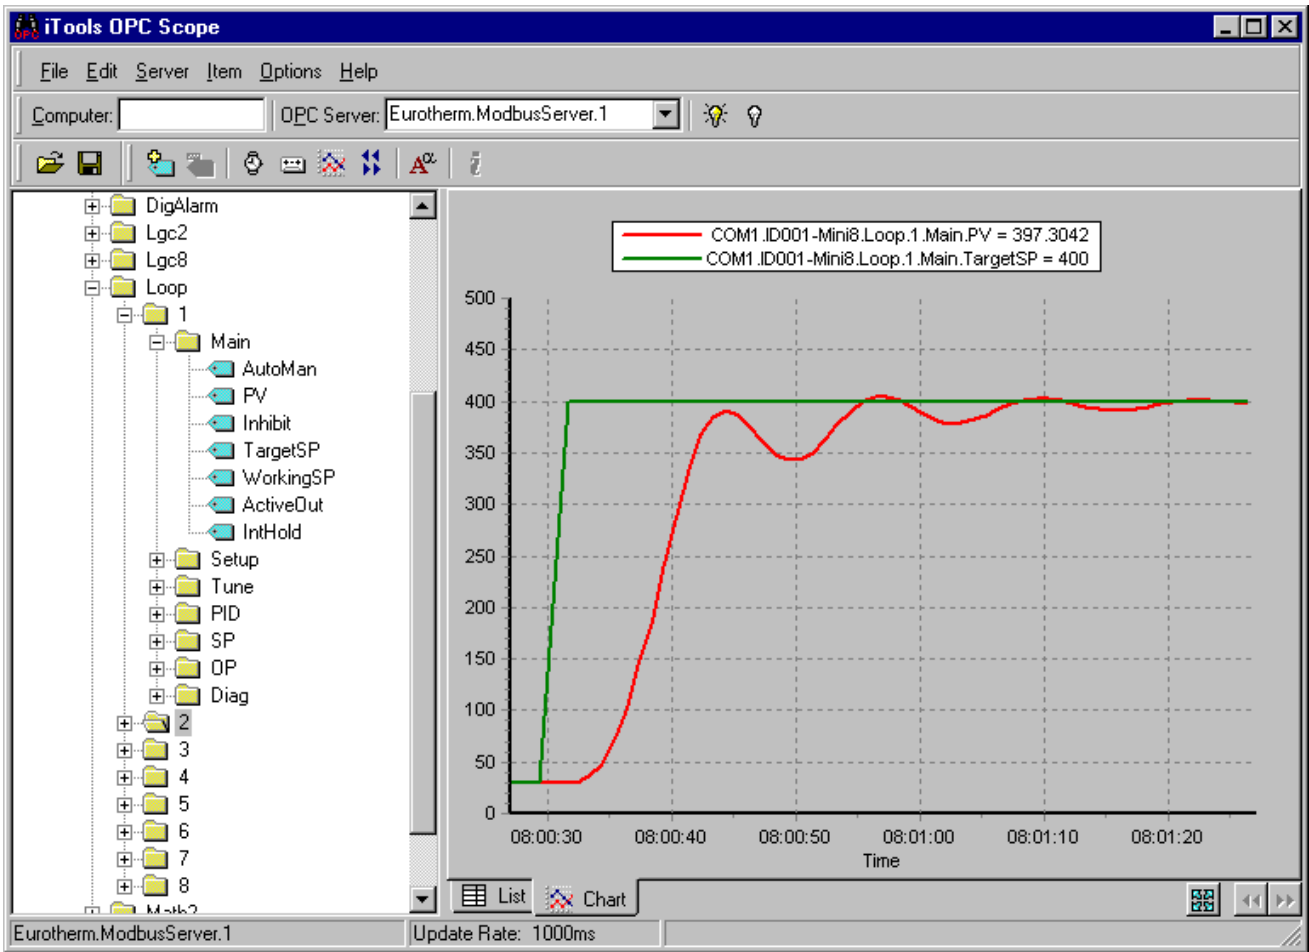 iTools OPC Scope
File Edit Server Item Options Help
Computer: OPC Server: Eurotherm.ModbusServer.1
DigAlarm
Lgc2
Lgc8
Loop
1
Main
AutoMan
PV
Inhibit
TargetSP
WorkingSP
ActiveOut
IntHold
Setup
Tune
PID
SP
OP
Diag
2
3
4
5
6
7
8
Math2
COM1.ID001-Mini8.Loop.1.Main.PV = 397.3042
COM1.ID001-Mini8.Loop.1.Main.TargetSP = 400
500
450
400
350
300
250
200
150
100
50
0
08:00:30 08:00:40 08:00:50 08:01:00 08:01:10 08:01:20
Time
List Chart
Eurotherm.ModbusServer.1 Update Rate: 1000ms